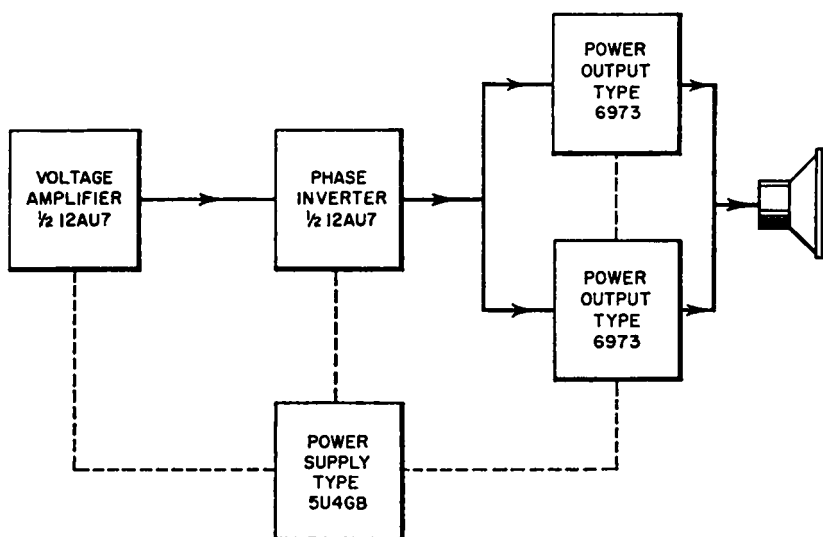 VOLTAGE
AMPLIFIER
½ 12AU7
PHASE
INVERTER
½ 12AU7
POWER
OUTPUT
TYPE
6973
POWER
OUTPUT
TYPE
6973
POWER
SUPPLY
TYPE
5U4GB